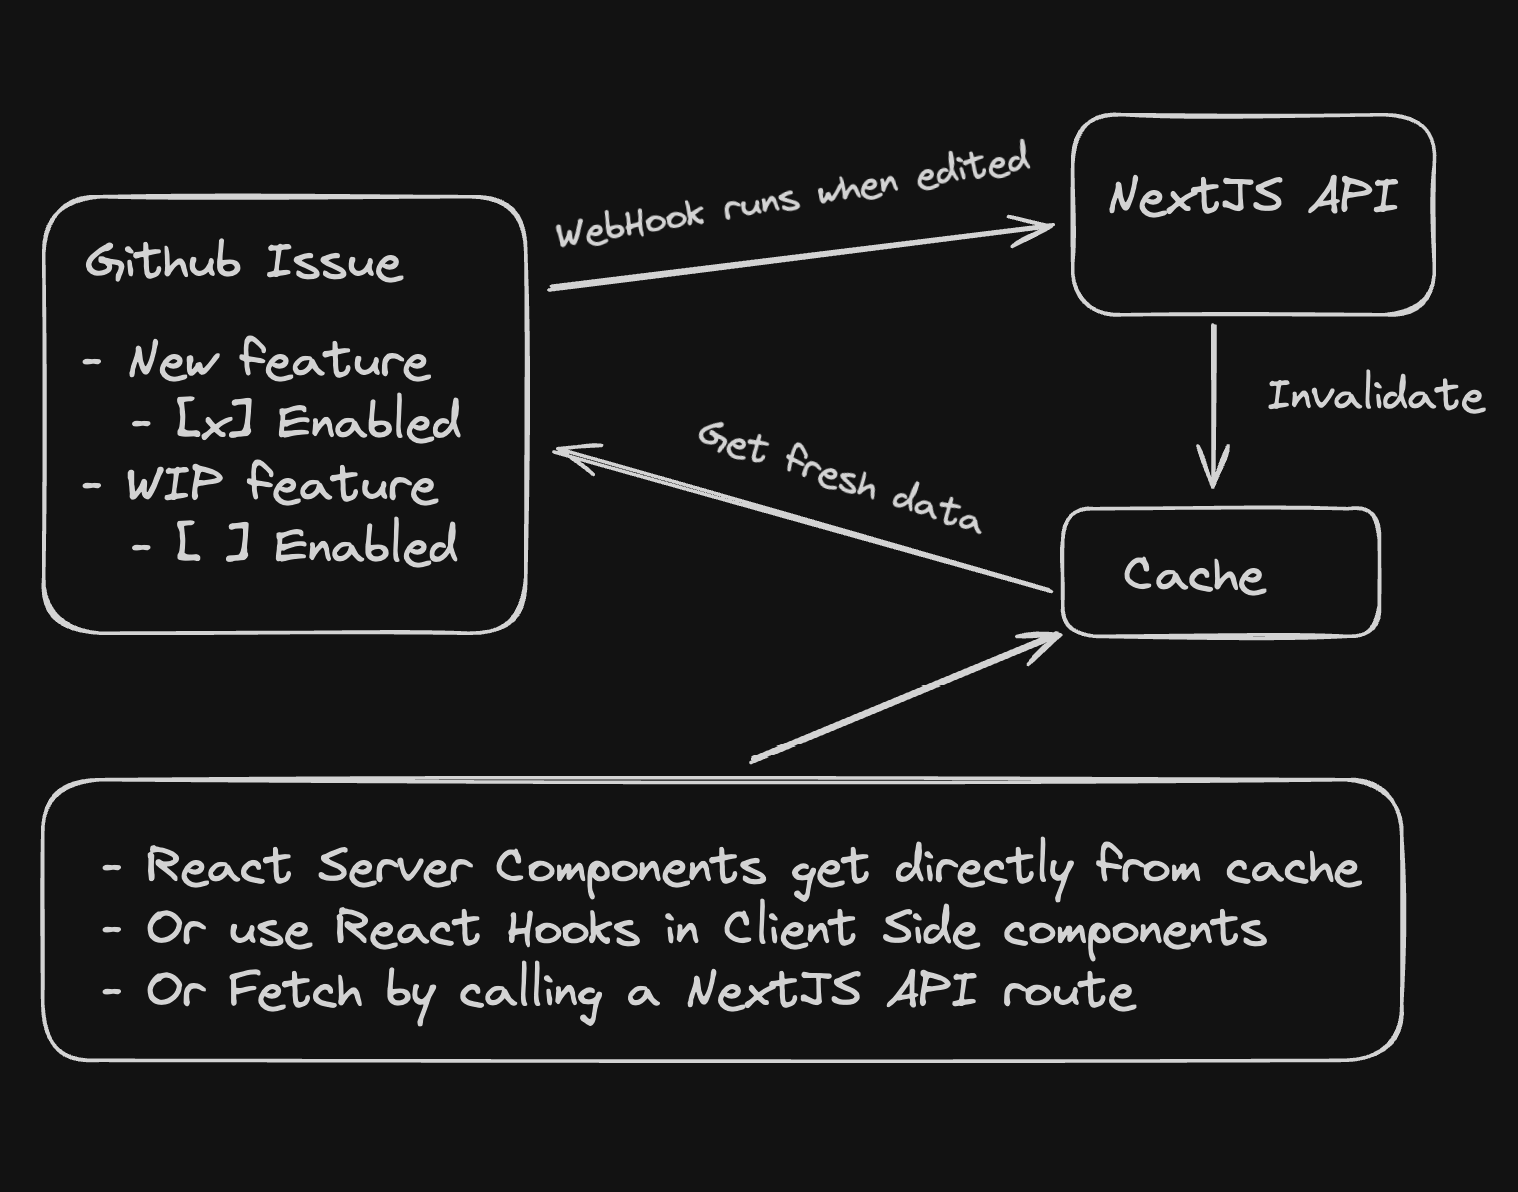 Github Issue
- New feature
- [x] Enabled
- WIP feature
- [ ] Enabled
WebHook runs when edited
NextJS API
Invalidate
Get fresh data
Cache
- React Server Components get directly from cache
- Or use React Hooks in Client Side components
- Or Fetch by calling a NextJS API route